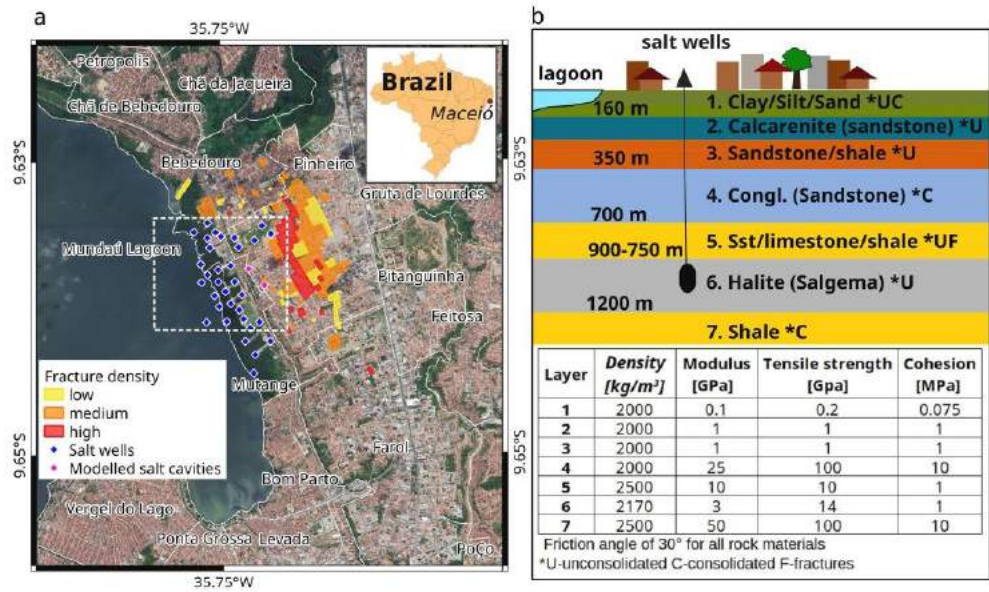 a
35.75°W
Petropolis
Chã da Jaqueira
Chã de Bebedouro
Brazil
Maceió
9.63°S
9.63°S
Bebedouro
Pinheiro
Gruta de Lourdes
Mundaú Lagoon
Pitanguinha
Feitosa
Fracture density
low
medium
high
Salt wells
Modelled salt cavities
Mutange
Farol
9.65°S
9.65°S
Bom Parto
Vergel do Lago
Ponta Grossa
Levada
Poço
35.75°W
b
salt wells
lagoon
160 m
1. Clay/Silt/Sand *UC
2. Calcarenite (sandstone) *U
350 m
3. Sandstone/shale *U
4. Congl. (Sandstone) *C
700 m
900-750 m
5. Sst/limestone/shale *UF
6. Halite (Salgema) *U
1200 m
7. Shale *C
Layer Density [kg/m³] Modulus [GPa] Tensile strength [Gpa] Cohesion [MPa]
1 2000 0.1 0.2 0.075
2 2000 1 1 1
3 2000 1 1 1
4 2000 25 100 10
5 2500 10 10 1
6 2170 3 14 1
7 2500 50 100 10
Friction angle of 30° for all rock materials
*U-unconsolidated C-consolidated F-fractures